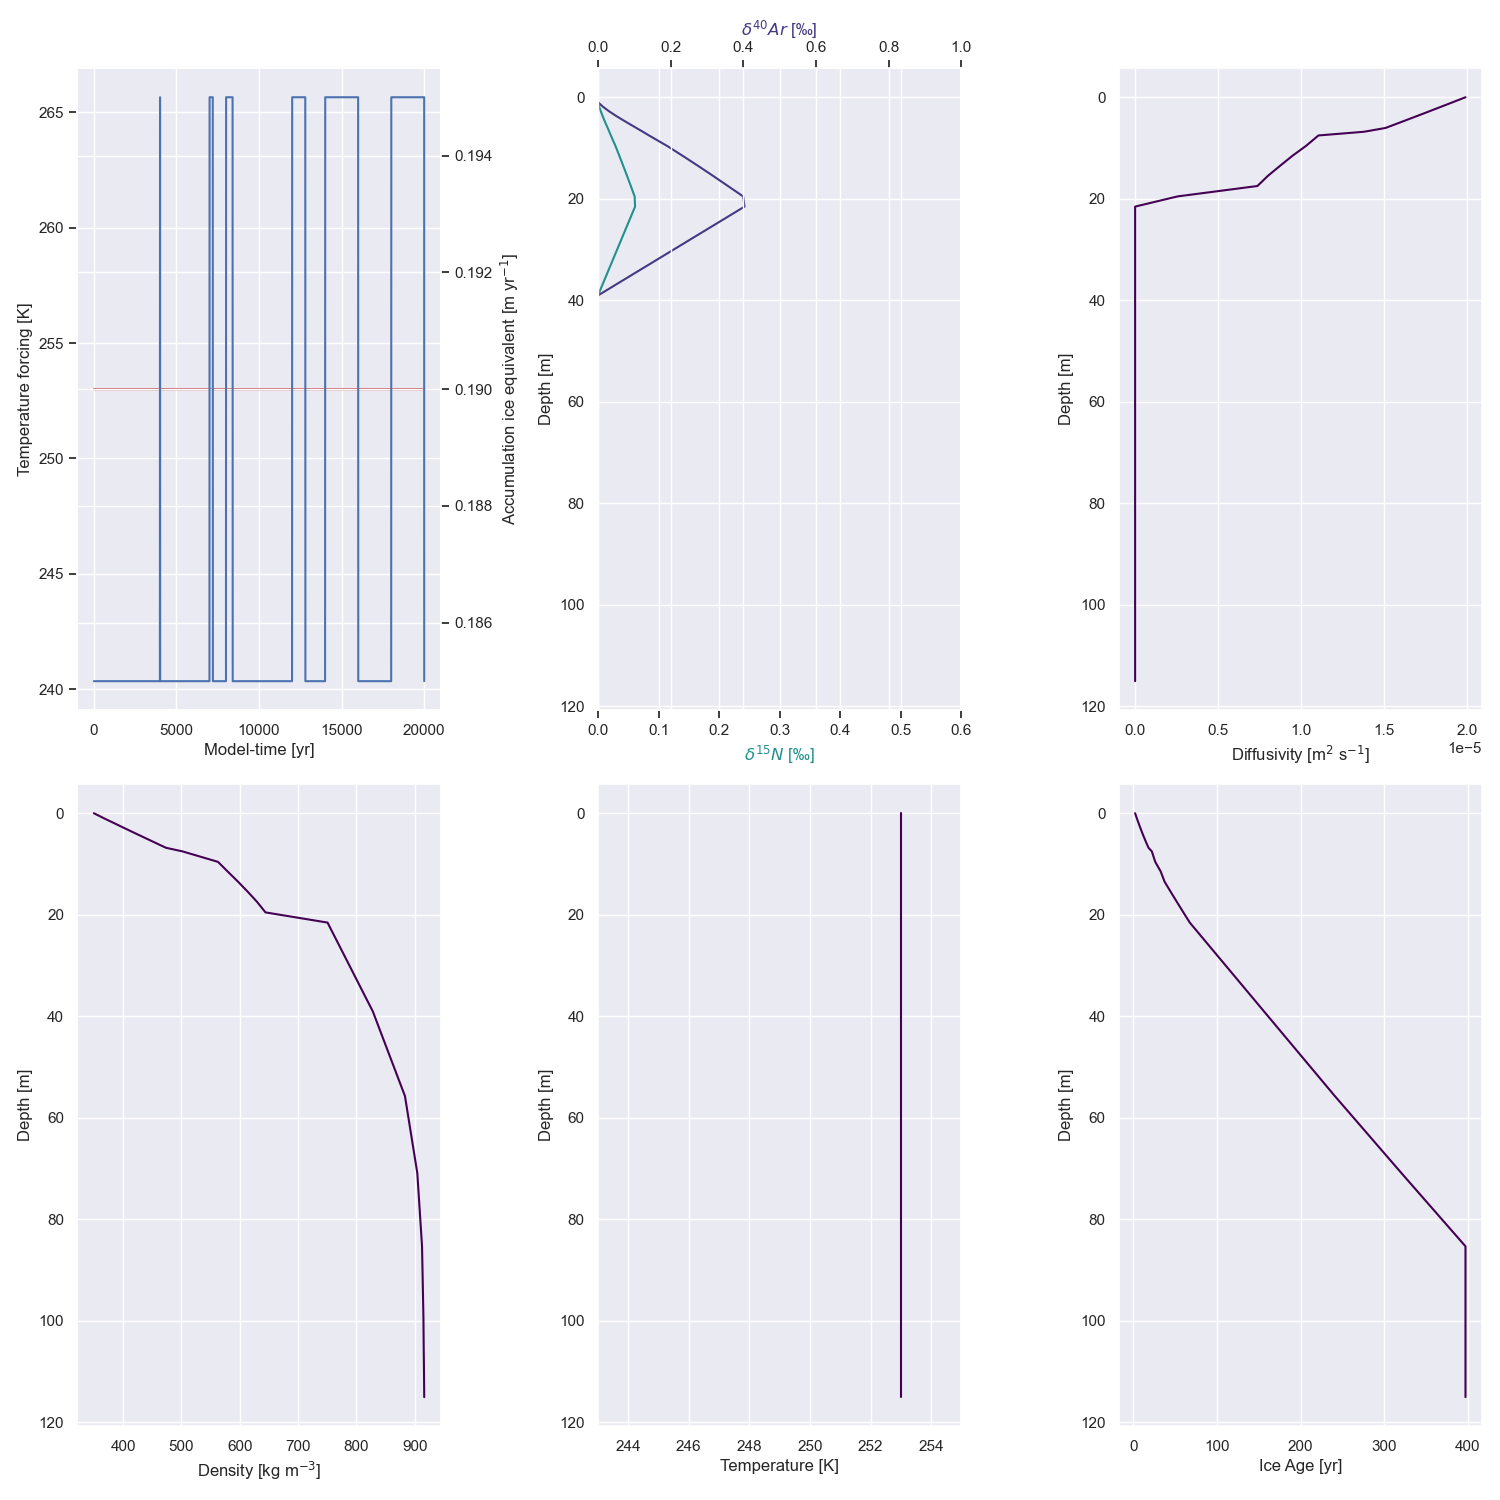 δ⁴⁰Ar [‰]
0.0 0.2 0.4 0.6 0.8 1.0
Temperature forcing [K]
265
260
255
250
245
240
0 5000 10000 15000 20000
Model-time [yr]
0.194
0.192
0.190
0.188
0.186
Accumulation ice equivalent [m yr⁻¹]
Depth [m]
0
20
40
60
80
100
120
0.0 0.1 0.2 0.3 0.4 0.5 0.6
δ¹⁵N [‰]
Depth [m]
0
20
40
60
80
100
120
0.0 0.5 1.0 1.5 2.0
1e−5
Diffusivity [m² s⁻¹]
Depth [m]
0
20
40
60
80
100
120
400 500 600 700 800 900
Density [kg m⁻³]
Depth [m]
0
20
40
60
80
100
120
244 246 248 250 252 254
Temperature [K]
Depth [m]
0
20
40
60
80
100
120
0 100 200 300 400
Ice Age [yr]